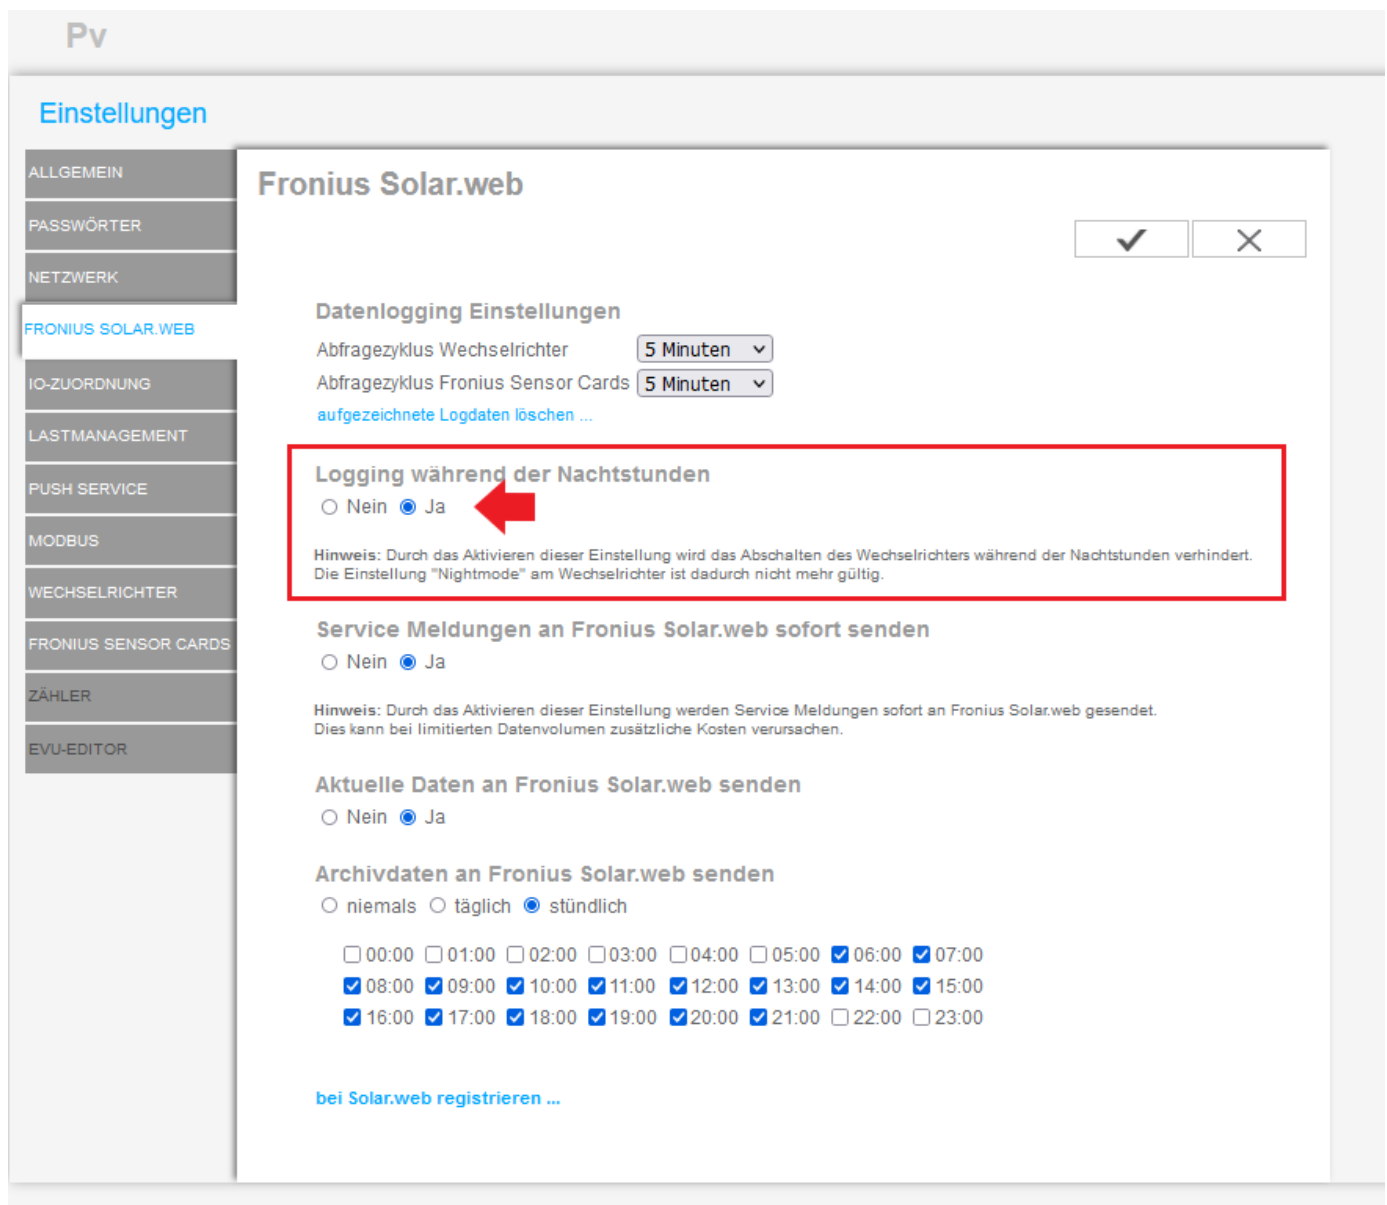 Pv
Einstellungen
ALLGEMEIN
PASSWÖRTER
NETZWERK
FRONIUS SOLAR.WEB
IO-ZUORDNUNG
LASTMANAGEMENT
PUSH SERVICE
MODBUS
WECHSELRICHTER
FRONIUS SENSOR CARDS
ZÄHLER
EVU-EDITOR
Fronius Solar.web
Datenlogging Einstellungen
Abfragezyklus Wechselrichter 5 Minuten
Abfragezyklus Fronius Sensor Cards 5 Minuten
aufgezeichnete Logdaten löschen ...
Logging während der Nachtstunden
Nein Ja
Hinweis: Durch das Aktivieren dieser Einstellung wird das Abschalten des Wechselrichters während der Nachtstunden verhindert.
Die Einstellung "Nightmode" am Wechselrichter ist dadurch nicht mehr gültig.
Service Meldungen an Fronius Solar.web sofort senden
Nein Ja
Hinweis: Durch das Aktivieren dieser Einstellung werden Service Meldungen sofort an Fronius Solar.web gesendet.
Dies kann bei limitierten Datenvolumen zusätzliche Kosten verursachen.
Aktuelle Daten an Fronius Solar.web senden
Nein Ja
Archivdaten an Fronius Solar.web senden
niemals täglich stündlich
00:00 01:00 02:00 03:00 04:00 05:00 06:00 07:00
08:00 09:00 10:00 11:00 12:00 13:00 14:00 15:00
16:00 17:00 18:00 19:00 20:00 21:00 22:00 23:00
bei Solar.web registrieren ...